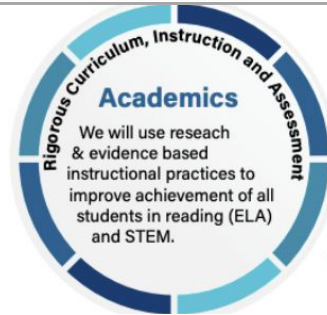 Rigorous Curriculum, Instruction and Assessment
Academics
We will use reseach
& evidence based
instructional practices to
improve achievement of all
students in reading (ELA)
and STEM.